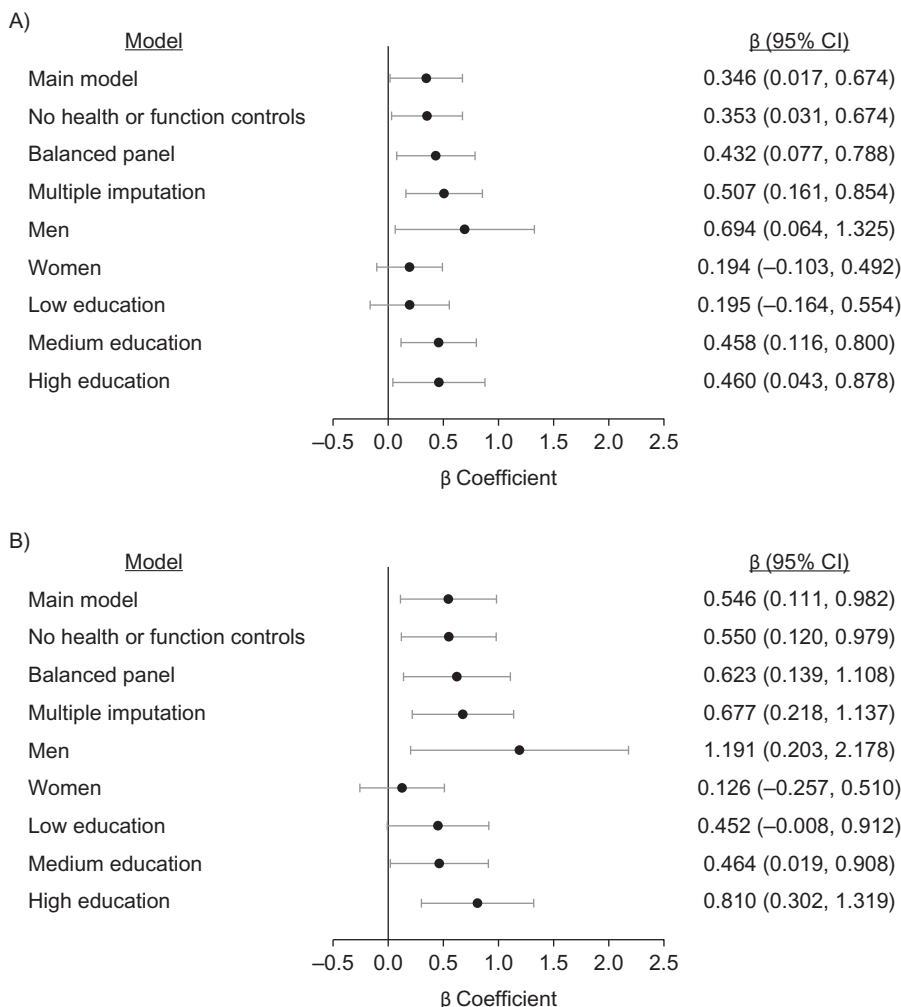 A)
Model β (95% CI)
Main model 0.346 (0.017, 0.674)
No health or function controls 0.353 (0.031, 0.674)
Balanced panel 0.432 (0.077, 0.788)
Multiple imputation 0.507 (0.161, 0.854)
Men 0.694 (0.064, 1.325)
Women 0.194 (–0.103, 0.492)
Low education 0.195 (–0.164, 0.554)
Medium education 0.458 (0.116, 0.800)
High education 0.460 (0.043, 0.878)
–0.5 0.0 0.5 1.0 1.5 2.0 2.5
β Coefficient
B)
Model β (95% CI)
Main model 0.546 (0.111, 0.982)
No health or function controls 0.550 (0.120, 0.979)
Balanced panel 0.623 (0.139, 1.108)
Multiple imputation 0.677 (0.218, 1.137)
Men 1.191 (0.203, 2.178)
Women 0.126 (–0.257, 0.510)
Low education 0.452 (–0.008, 0.912)
Medium education 0.464 (0.019, 0.908)
High education 0.810 (0.302, 1.319)
–0.5 0.0 0.5 1.0 1.5 2.0 2.5
β Coefficient